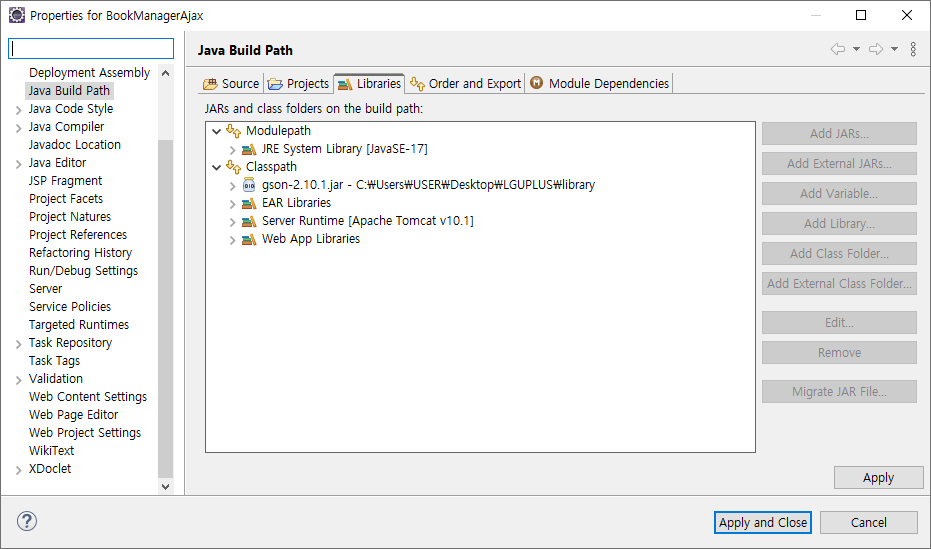 Properties for BookManagerAjax
Deployment Assembly
Java Build Path
Java Code Style
Java Compiler
Javadoc Location
Java Editor
JSP Fragment
Project Facets
Project Natures
Project References
Refactoring History
Run/Debug Settings
Server
Service Policies
Targeted Runtimes
Task Repository
Task Tags
Validation
Web Content Settings
Web Page Editor
Web Project Settings
WikiText
XDoclet
Java Build Path
Source Projects Libraries Order and Export Module Dependencies
JARs and class folders on the build path:
Modulepath
JRE System Library [JavaSE-17]
Classpath
gson-2.10.1.jar - C:₩Users₩USER₩Desktop₩LGUPLUS₩library
EAR Libraries
Server Runtime [Apache Tomcat v10.1]
Web App Libraries
Add JARs...
Add External JARs...
Add Variable...
Add Library...
Add Class Folder...
Add External Class Folder...
Edit...
Remove
Migrate JAR File...
Apply
Apply and Close Cancel